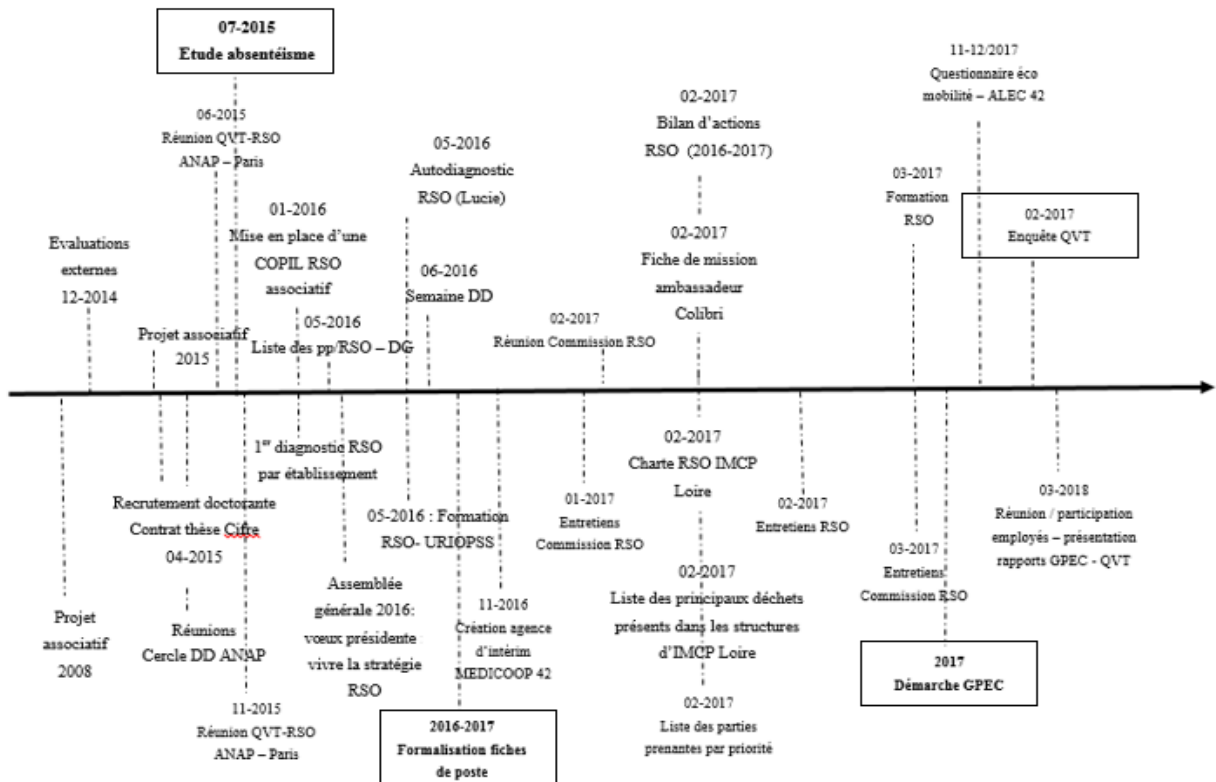 07-2015
Etude absentéisme
06-2015
Réunion QVT-RSO
ANAP – Paris
Evaluations
externes
12-2014
Projet associatif
2015
01-2016
Mise en place d'une
COPIL RSO
associatif
05-2016
Liste des pp/RSO – DG
05-2016
Autodiagnostic
RSO (Lucie)
06-2016
Semaine DD
02-2017
Réunion Commission RSO
02-2017
Bilan d'actions
RSO (2016-2017)
02-2017
Fiche de mission
ambassadeur
Colibri
03-2017
Formation
RSO
11-12/2017
Questionnaire éco
mobilité – ALEC 42
02-2017
Enquête QVT
Projet
associatif
2008
Recrutement doctorante
Contrat thèse Cifre
04-2015
Réunions
Cercle DD ANAP
11-2015
Réunion QVT-RSO
ANAP – Paris
1er diagnostic RSO
par établissement
Assemblée
générale 2016:
vœux présidente
vivre la stratégie
RSO
05-2016 : Formation
RSO- URIOPSS
2016-2017
Formalisation fiches
de poste
11-2016
Création agence
d'intérim
MEDICOOP 42
01-2017
Entretiens
Commission RSO
02-2017
Charte RSO IMCP
Loire
02-2017
Liste des principaux déchets
présents dans les structures
d'IMCP Loire
02-2017
Liste des parties
prenantes par priorité
02-2017
Entretiens RSO
03-2017
Entretiens
Commission RSO
2017
Démarche GPEC
03-2018
Réunion / participation
employés – présentation
rapports GPEC - QVT